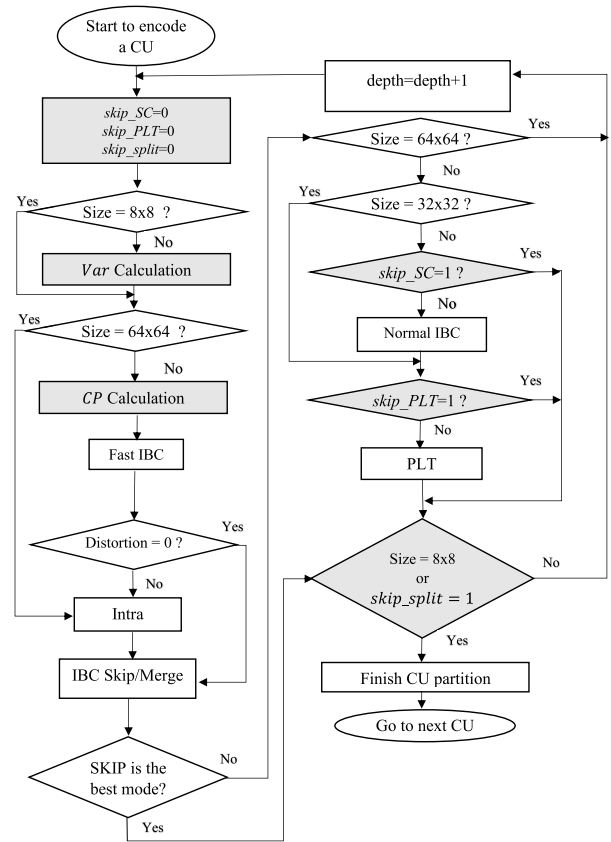 Start to encode
a CU
skip_SC=0
skip_PLT=0
skip_split=0
Size = 8x8 ?
Yes
No
Var Calculation
Size = 64x64 ?
Yes
No
CP Calculation
Fast IBC
Distortion = 0 ?
Yes
No
Intra
IBC Skip/Merge
SKIP is the
best mode?
No
Yes
depth=depth+1
Size = 64x64 ?
Yes
No
Size = 32x32 ?
Yes
No
skip_SC=1 ?
Yes
No
Normal IBC
skip_PLT=1 ?
Yes
No
PLT
Size = 8x8
or
skip_split = 1
No
Yes
Finish CU partition
Go to next CU